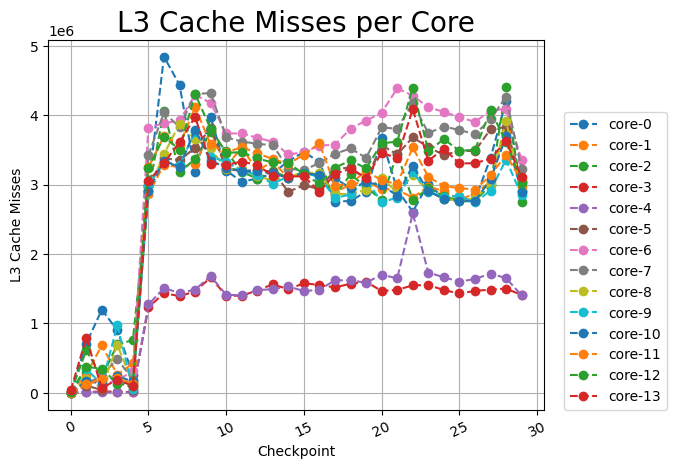 L3 Cache Misses per Core
1e6
5
4
3
2
1
0
L3 Cache Misses
0
5
10
15
20
25
30
Checkpoint
core-0
core-1
core-2
core-3
core-4
core-5
core-6
core-7
core-8
core-9
core-10
core-11
core-12
core-13